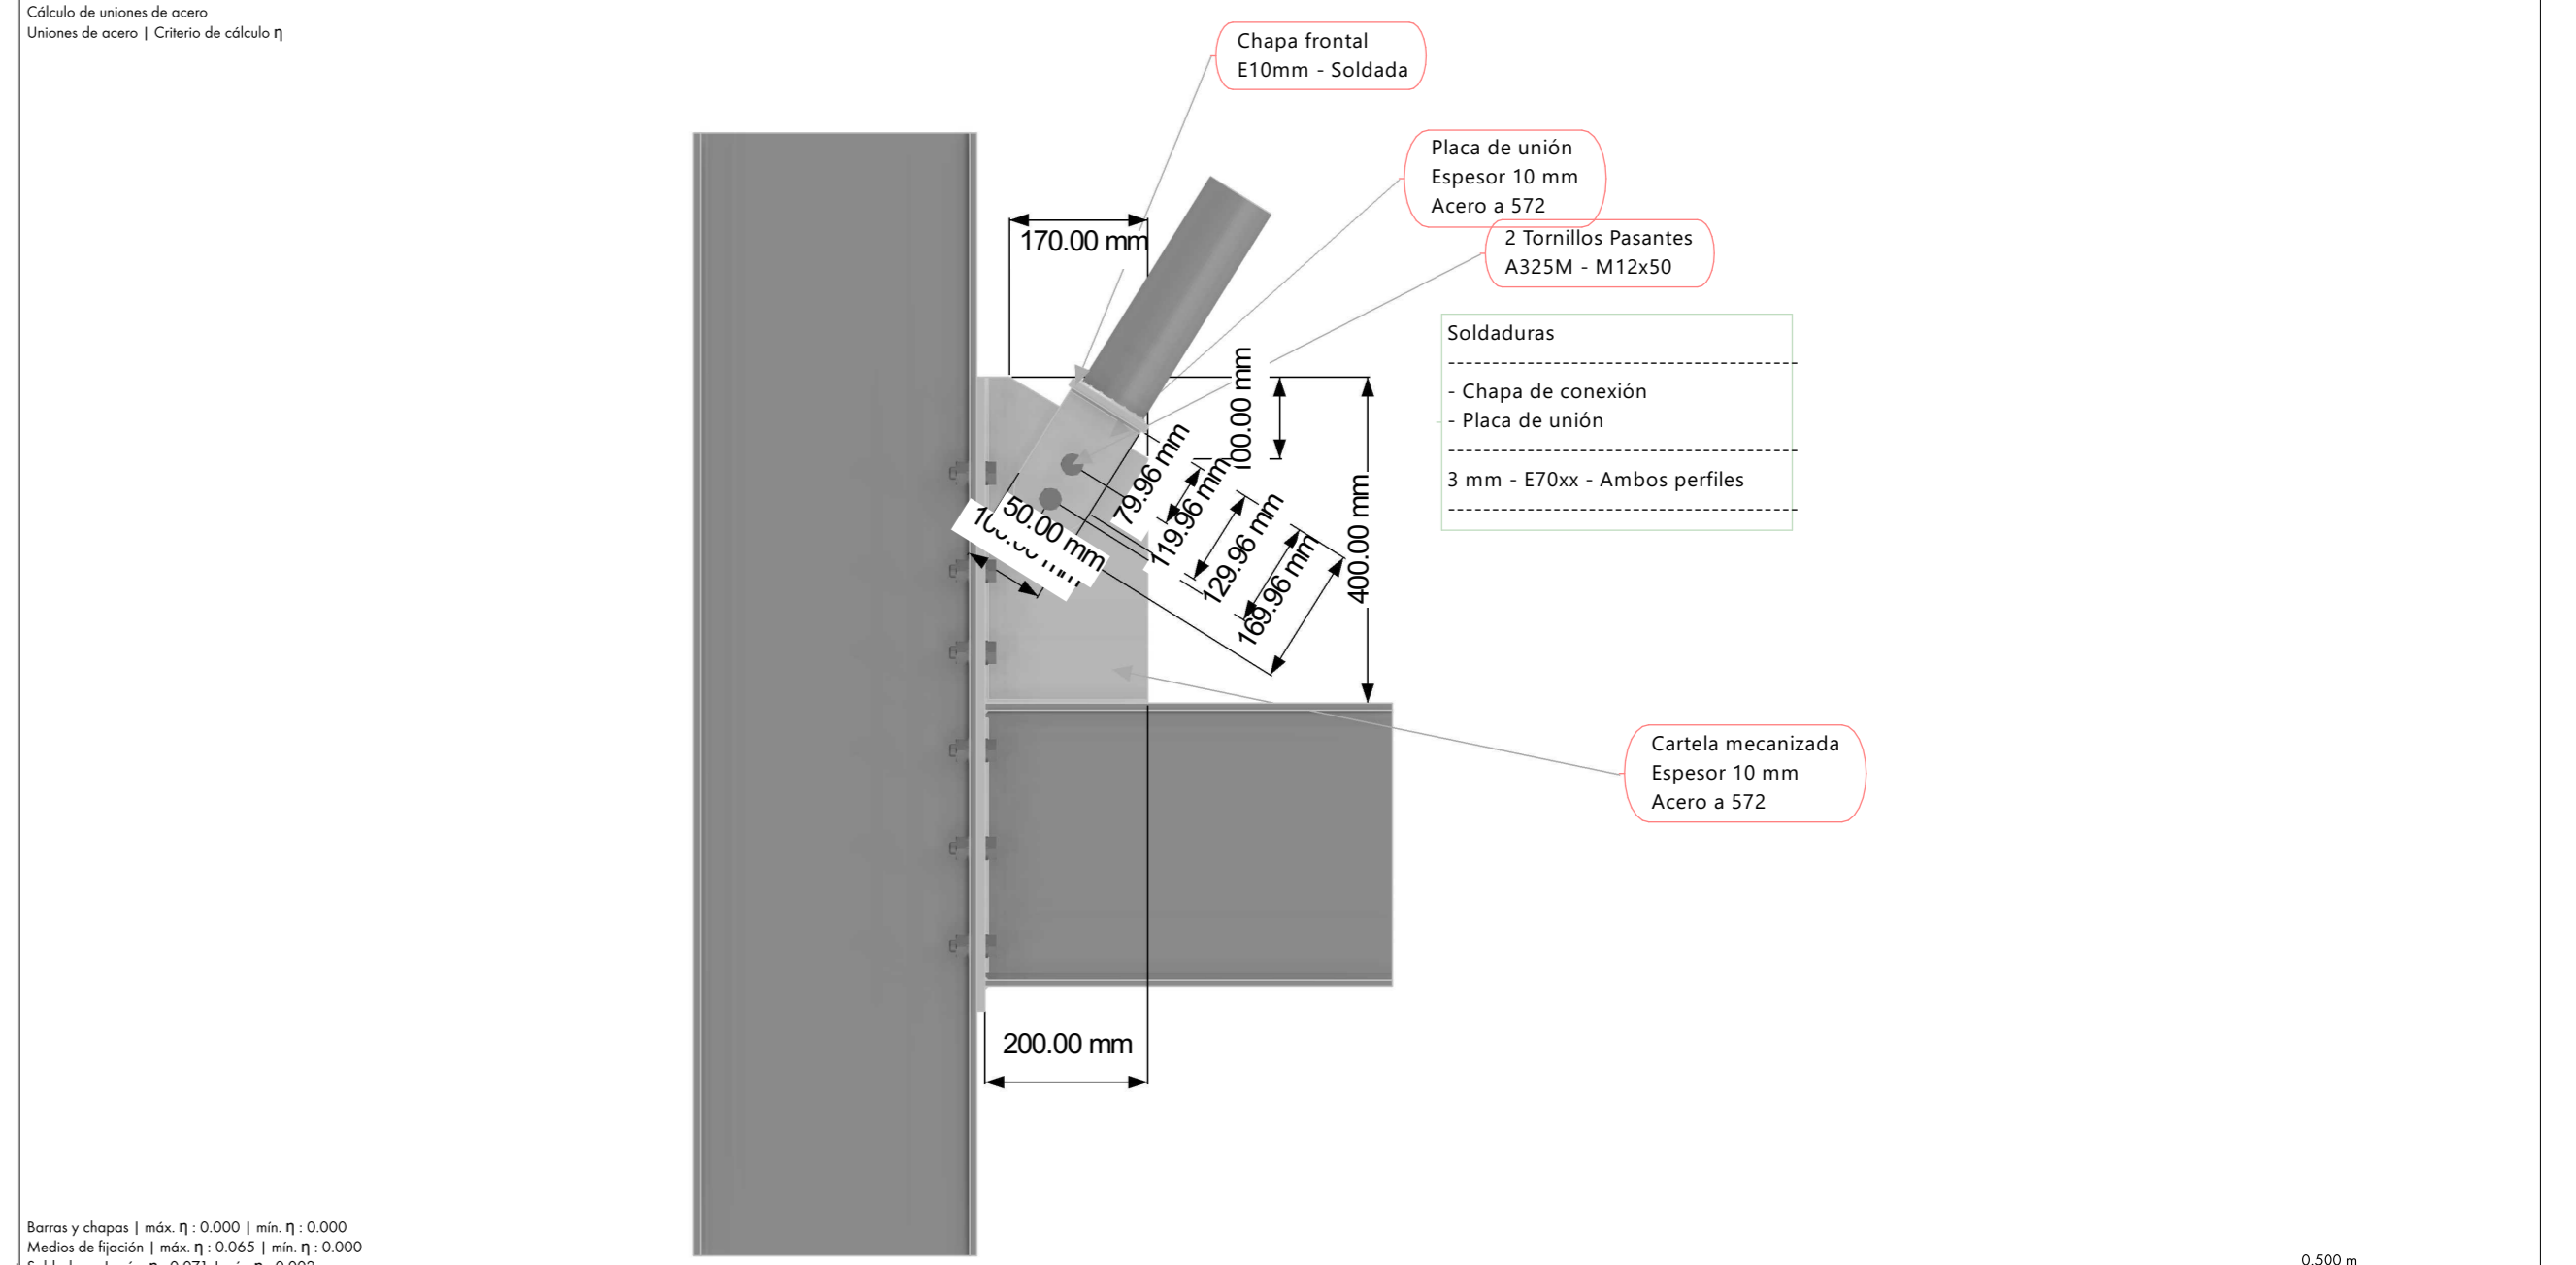 Cálculo de uniones de acero
Uniones de acero | Criterio de cálculo η
Chapa frontal
E10mm - Soldada
Placa de unión
Espesor 10 mm
Acero a 572
2 Tornillos Pasantes
A325M - M12x50
170.00 mm
Soldaduras
- Chapa de conexión
- Placa de unión
3 mm - E70xx - Ambos perfiles
50.00 mm
79.96 mm
119.96 mm
129.96 mm
169.96 mm
400.00 mm
Cartela mecanizada
Espesor 10 mm
Acero a 572
200.00 mm
Barras y chapas | máx. η : 0.000 | mín. η : 0.000
Medios de fijación | máx. η : 0.065 | mín. η : 0.000
0.500 m